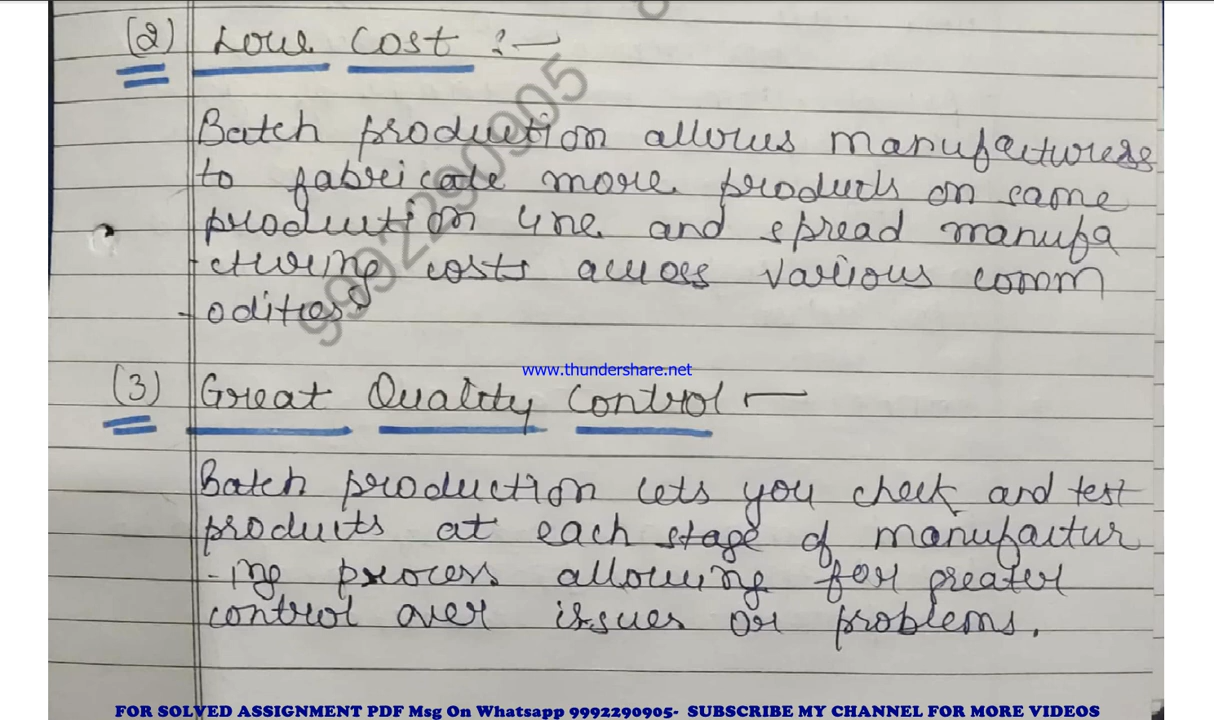 (2) Low Cost :-
Batch production allows manufacturers
to fabricate more products on same
production line and spread manufa
cturing costs across various comm
odities.
9992290905
www.thundershare.net
(3) Great Quality Control -
Batch production lets you check and test
products at each stage of manufactur
-ing process allowing for greater
control over issues or problems.
FOR SOLVED ASSIGNMENT PDF Msg On Whatsapp 9992290905- SUBSCRIBE MY CHANNEL FOR MORE VIDEOS